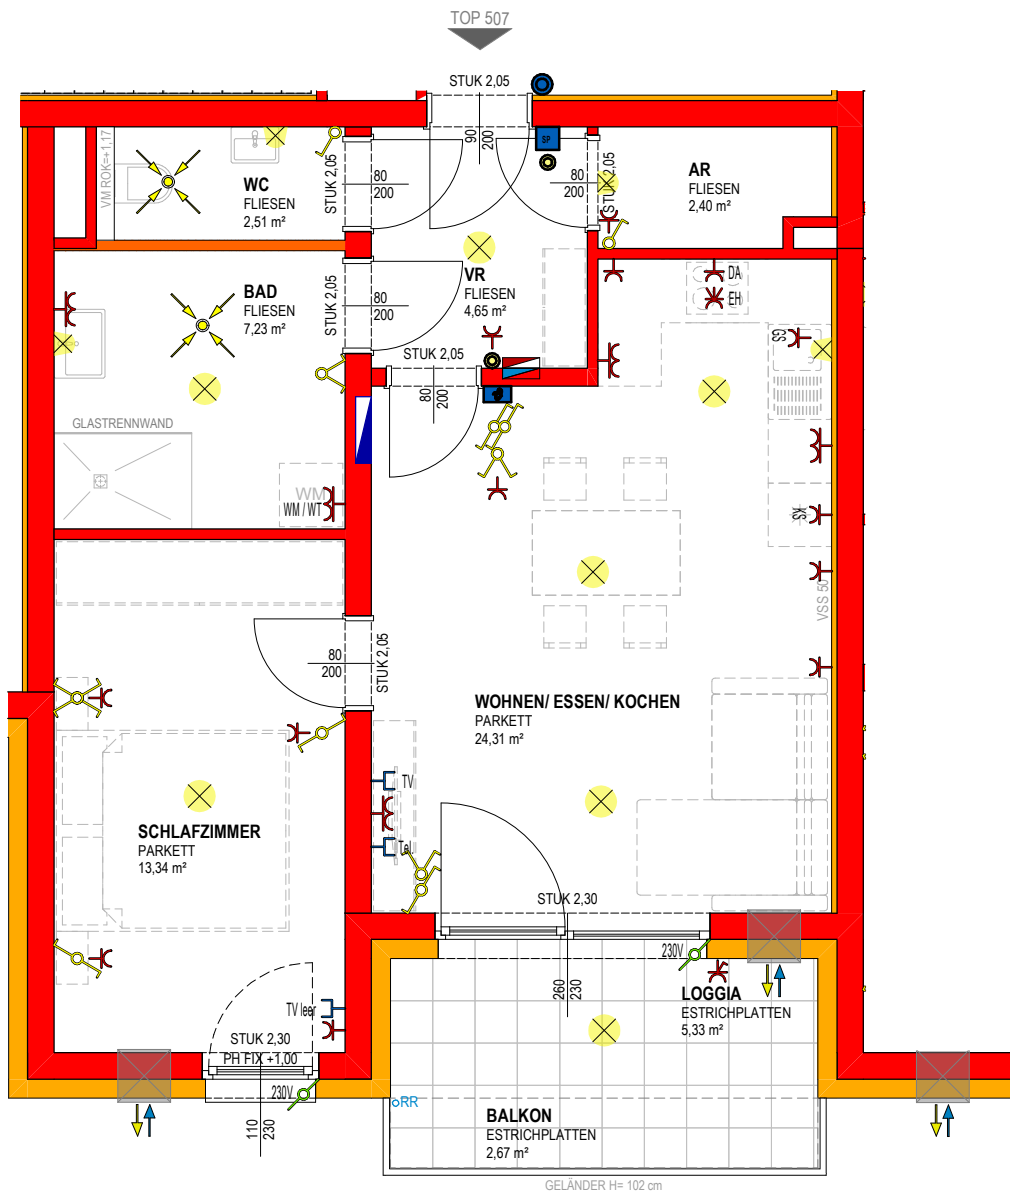 TOP 507
STUK 2,05
90
200
SP
VM ROK=+1,17
WC
FLIESEN
2,51 m²
STUK 2,05
80
200
80
200
STUK 2,05
AR
FLIESEN
2,40 m²
VR
FLIESEN
4,65 m²
DA
EH
BAD
FLIESEN
7,23 m²
STUK 2,05
80
200
STUK 2,05
80
200
GS
GLASTRENNWAND
WM
WM / WT
KS
VSS 50
80
200
STUK 2,05
WOHNEN/ ESSEN/ KOCHEN
PARKETT
24,31 m²
TV
Tel.
SCHLAFZIMMER
PARKETT
13,34 m²
STUK 2,30
260
230
230V
LOGGIA
ESTRICHPLATTEN
5,33 m²
TV leer
STUK 2,30
PH FIX +1,00
230V
110
230
RR
BALKON
ESTRICHPLATTEN
2,67 m²
GELÄNDER H= 102 cm